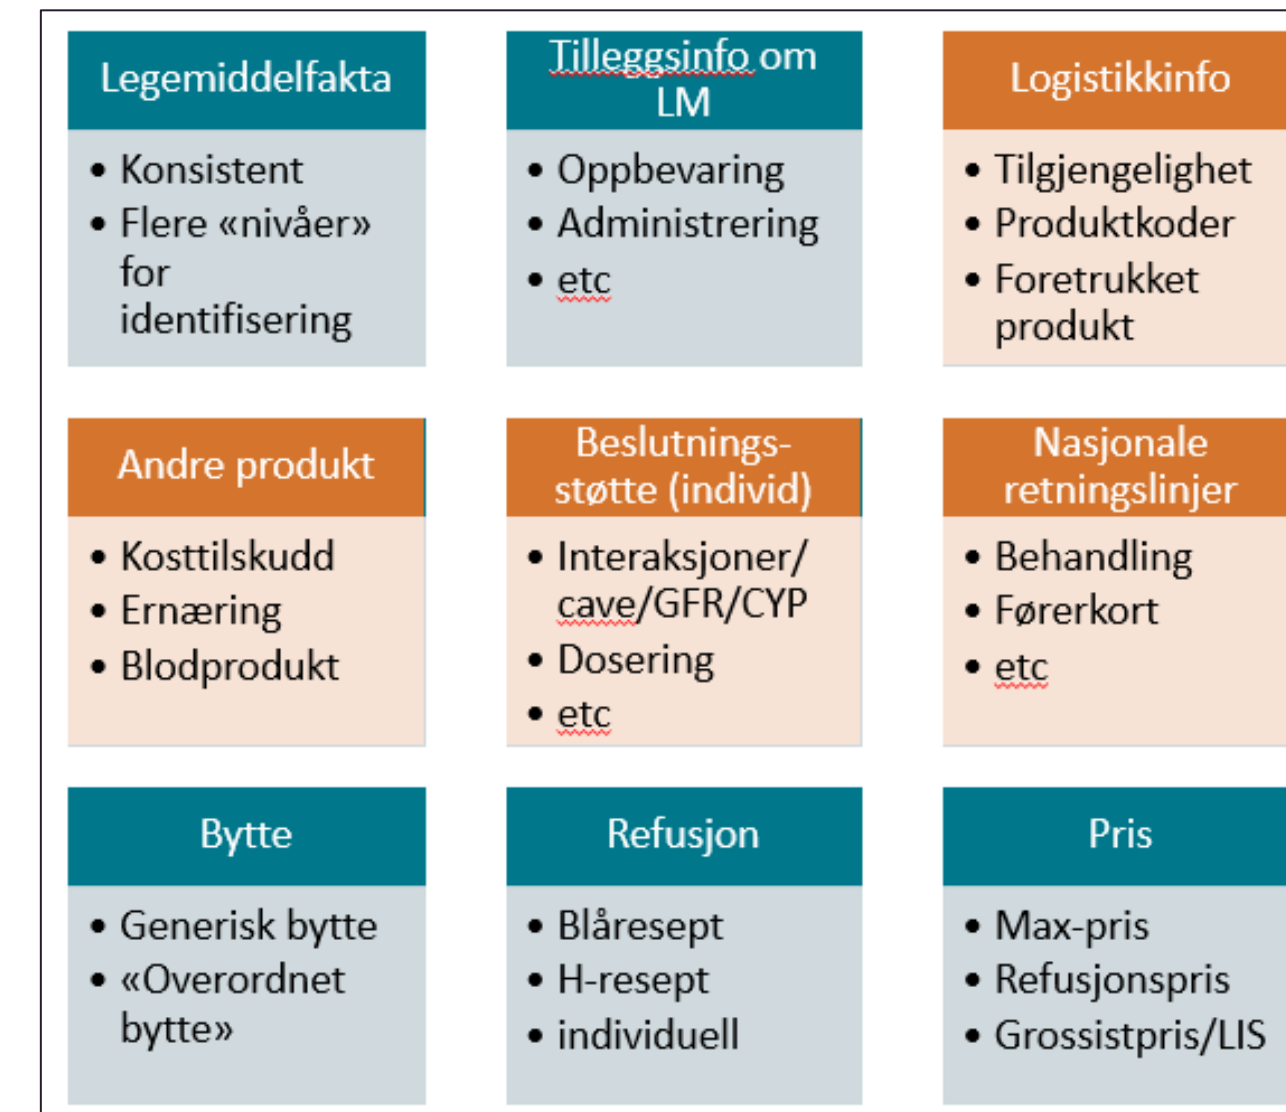 Legemiddelfakta
• Konsistent
• Flere «nivåer»
for
identifisering
Tilleggsinfo om
LM
• Oppbevaring
• Administrering
• etc
Logistikkinfo
• Tilgjengelighet
• Produktkoder
• Foretrukket
produkt
Andre produkt
• Kosttilskudd
• Ernæring
• Blodprodukt
Beslutnings-
støtte (individ)
• Interaksjoner/
cave/GFR/CYP
• Dosering
• etc
Nasjonale
retningslinjer
• Behandling
• Førerkort
• etc
Bytte
• Generisk bytte
• «Overordnet
bytte»
Refusjon
• Blåresept
• H-resept
• individuell
Pris
• Max-pris
• Refusjonspris
• Grossistpris/LIS